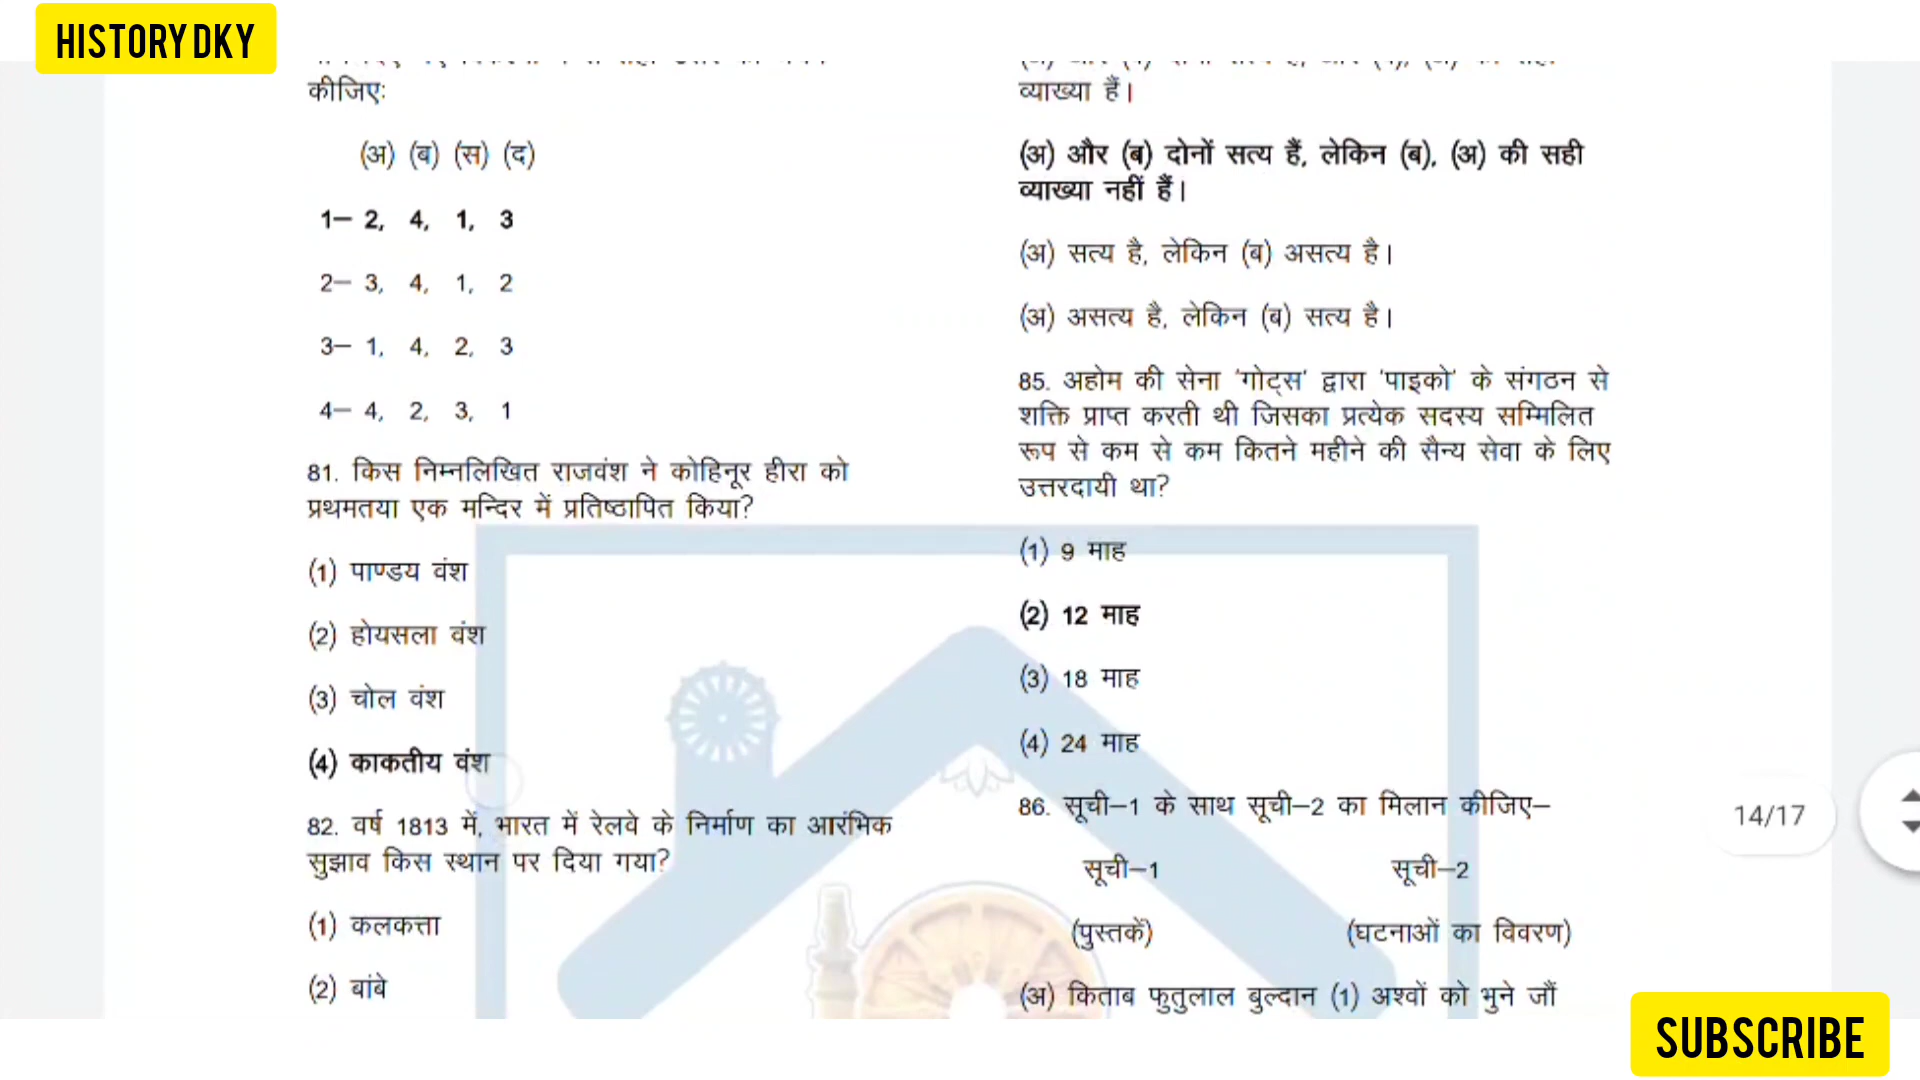 HISTORY DKY
कीजिएः
(अ) (ब) (स) (द)
1– 2, 4, 1, 3
2– 3, 4, 1, 2
3– 1, 4, 2, 3
4– 4, 2, 3, 1
81. किस निम्नलिखित राजवंश ने कोहिनूर हीरा को
प्रथमतया एक मन्दिर में प्रतिष्ठापित किया?
(1) पाण्डय वंश
(2) होयसला वंश
(3) चोल वंश
(4) काकतीय वंश
82. वर्ष 1813 में, भारत में रेलवे के निर्माण का आरंभिक
सुझाव किस स्थान पर दिया गया?
(1) कलकत्ता
(2) बांबे
व्याख्या हैं।
(अ) और (ब) दोनों सत्य हैं, लेकिन (ब), (अ) की सही
व्याख्या नहीं हैं।
(अ) सत्य है, लेकिन (ब) असत्य है।
(अ) असत्य है, लेकिन (ब) सत्य है।
85. अहोम की सेना 'गोट्स' द्वारा 'पाइको' के संगठन से
शक्ति प्राप्त करती थी जिसका प्रत्येक सदस्य सम्मिलित
रूप से कम से कम कितने महीने की सैन्य सेवा के लिए
उत्तरदायी था?
(1) 9 माह
(2) 12 माह
(3) 18 माह
(4) 24 माह
86. सूची–1 के साथ सूची–2 का मिलान कीजिए–
सूची–1 सूची–2
(पुस्तकें) (घटनाओं का विवरण)
(अ) किताब फुतुलाल बुल्दान (1) अश्वों को भुने जौं
14/17
SUBSCRIBE